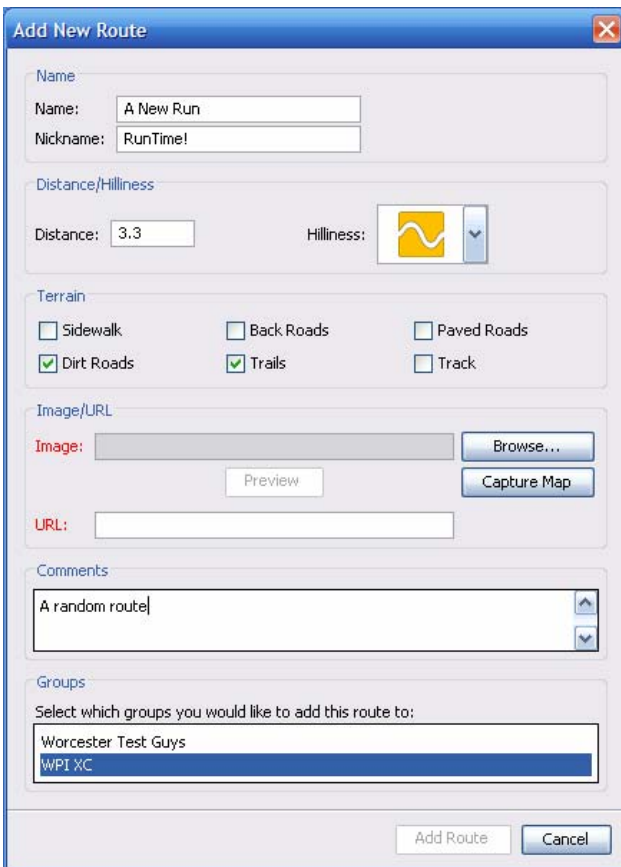 Add New Route
Name
Name: A New Run
Nickname: RunTime!
Distance/Hilliness
Distance: 3.3 Hilliness:
Terrain
Sidewalk Back Roads Paved Roads
Dirt Roads Trails Track
Image/URL
Image: Browse...
Preview Capture Map
URL:
Comments
A random route
Groups
Select which groups you would like to add this route to:
Worcester Test Guys
WPI XC
Add Route Cancel